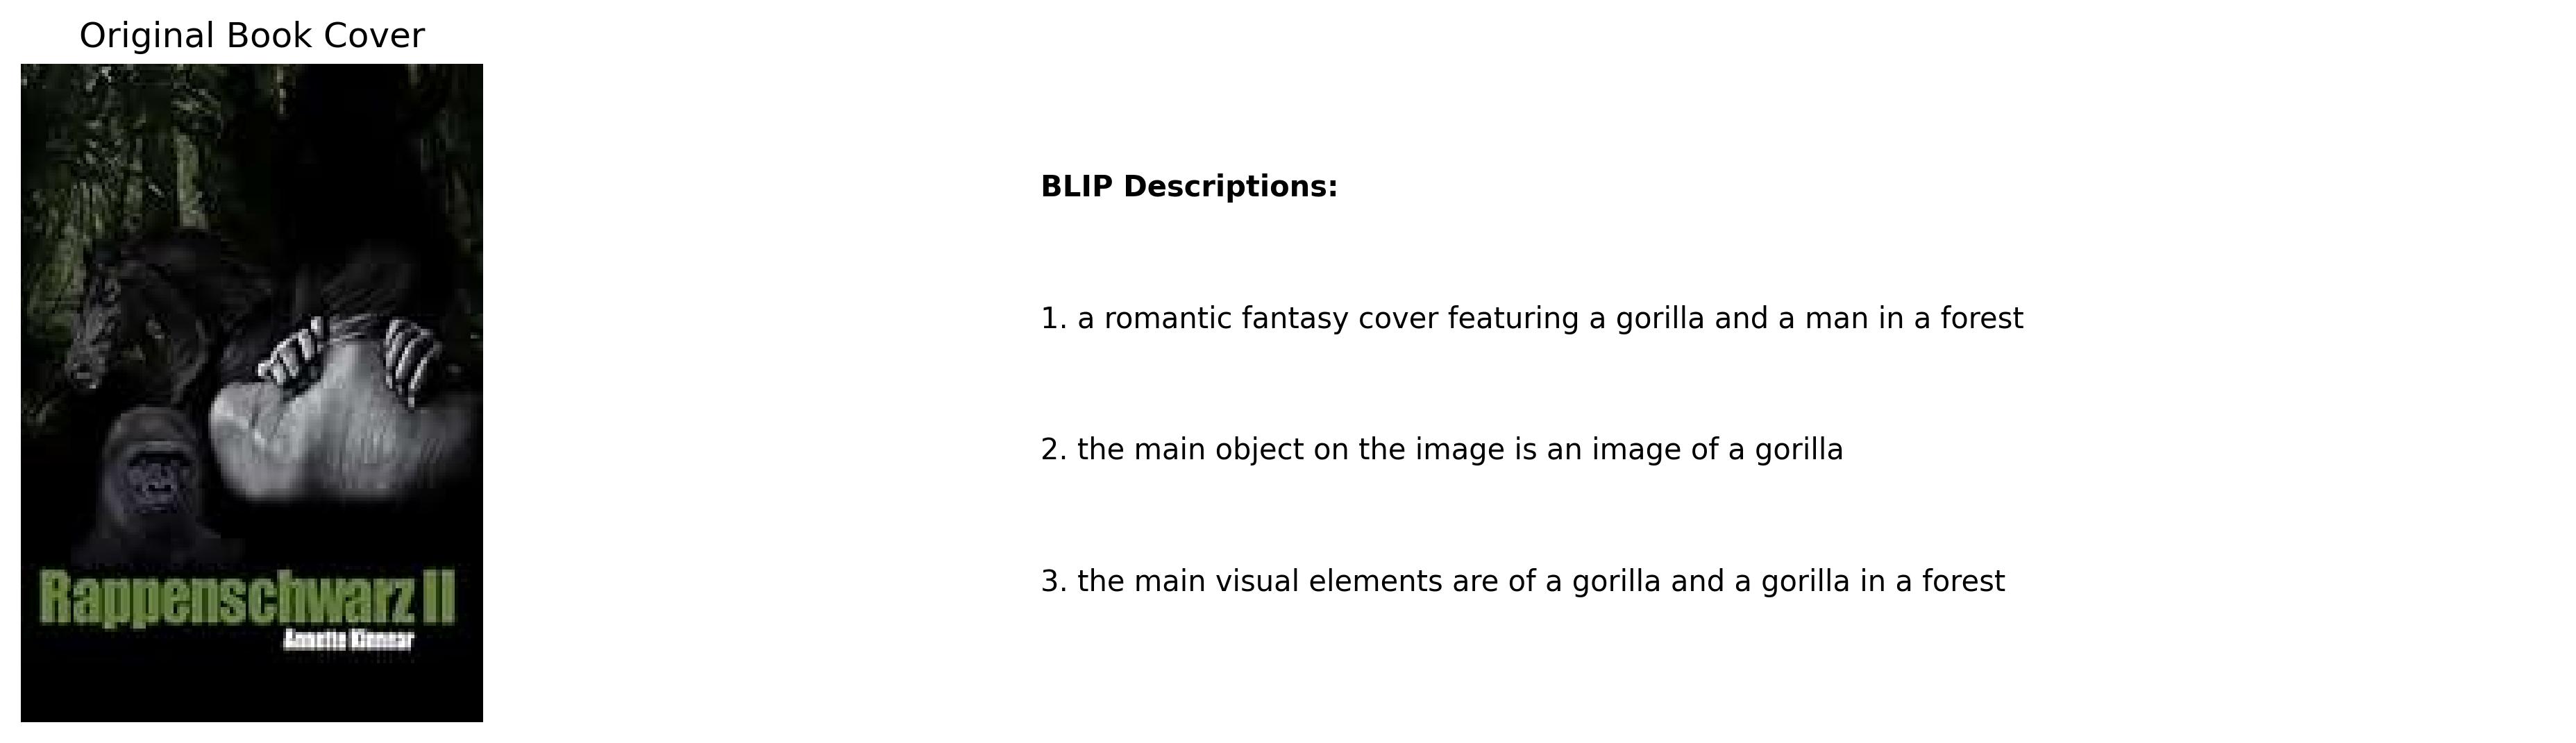 Original Book Cover
Rappenschwarz II
Annette
BLIP Descriptions:
1. a romantic fantasy cover featuring a gorilla and a man in a forest
2. the main object on the image is an image of a gorilla
3. the main visual elements are of a gorilla and a gorilla in a forest